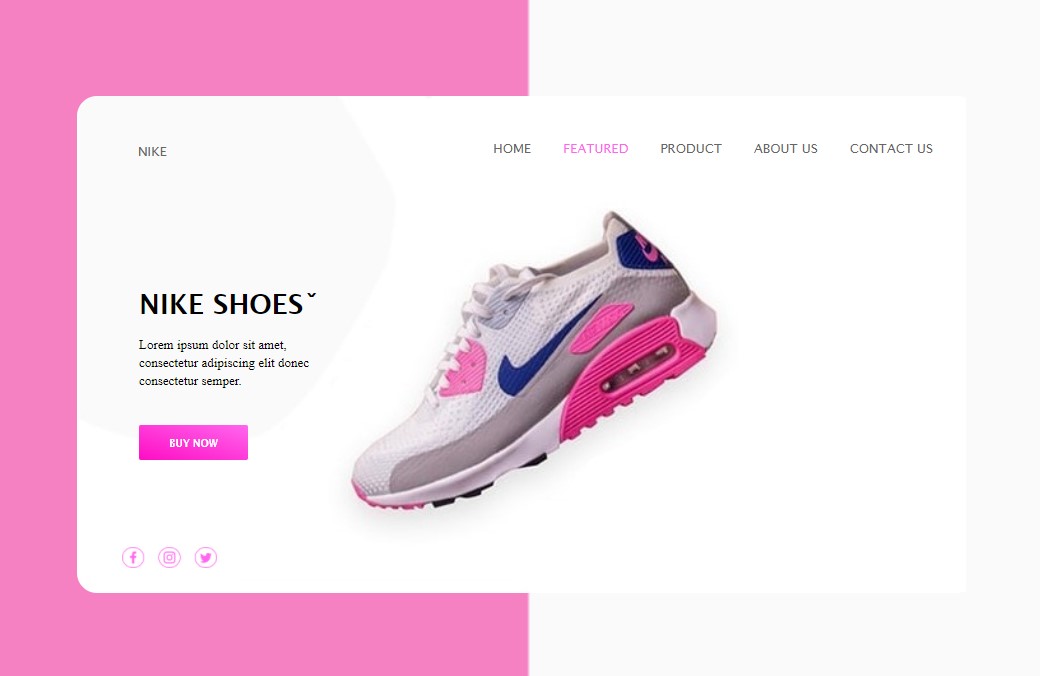 NIKE
HOME FEATURED PRODUCT ABOUT US CONTACT US
NIKE SHOESˇ
Lorem ipsum dolor sit amet,
consectetur adipiscing elit donec
consectetur semper.
BUY NOW